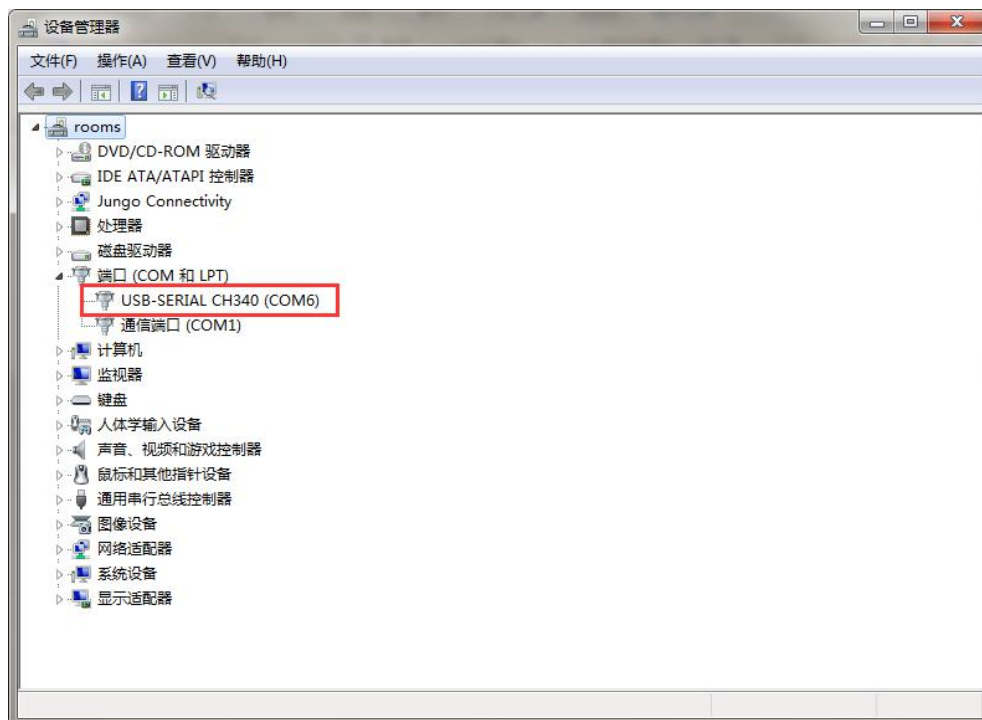 设备管理器
文件(F) 操作(A) 查看(V) 帮助(H)
rooms
DVD/CD-ROM 驱动器
IDE ATA/ATAPI 控制器
Jungo Connectivity
处理器
磁盘驱动器
端口 (COM 和 LPT)
USB-SERIAL CH340 (COM6)
通信端口 (COM1)
计算机
监视器
键盘
人体学输入设备
声音、视频和游戏控制器
鼠标和其他指针设备
通用串行总线控制器
图像设备
网络适配器
系统设备
显示适配器